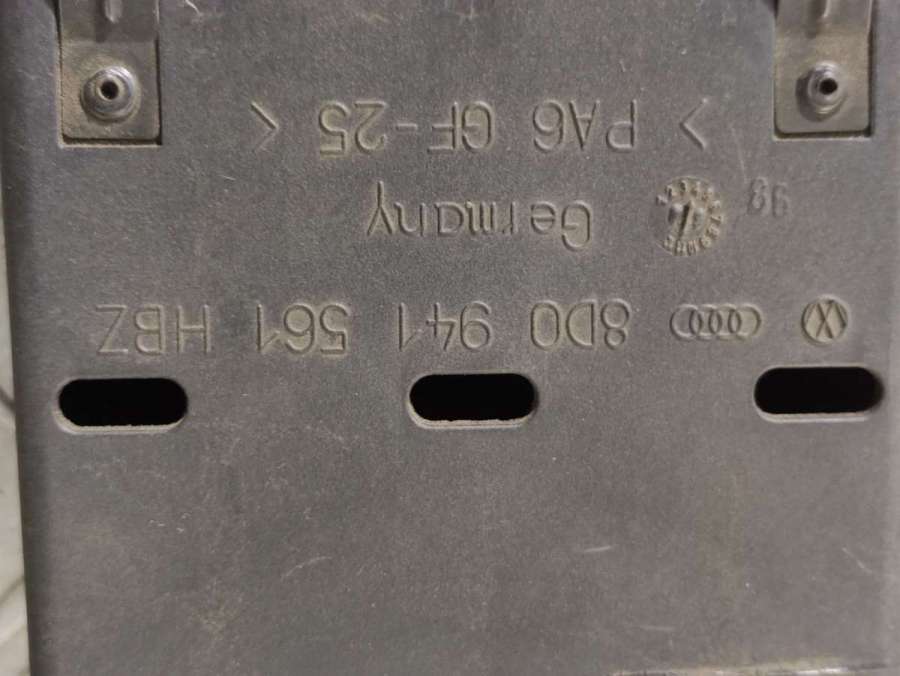 8D0 941 561 HBZ
Germany
> PA6 GF-25 <